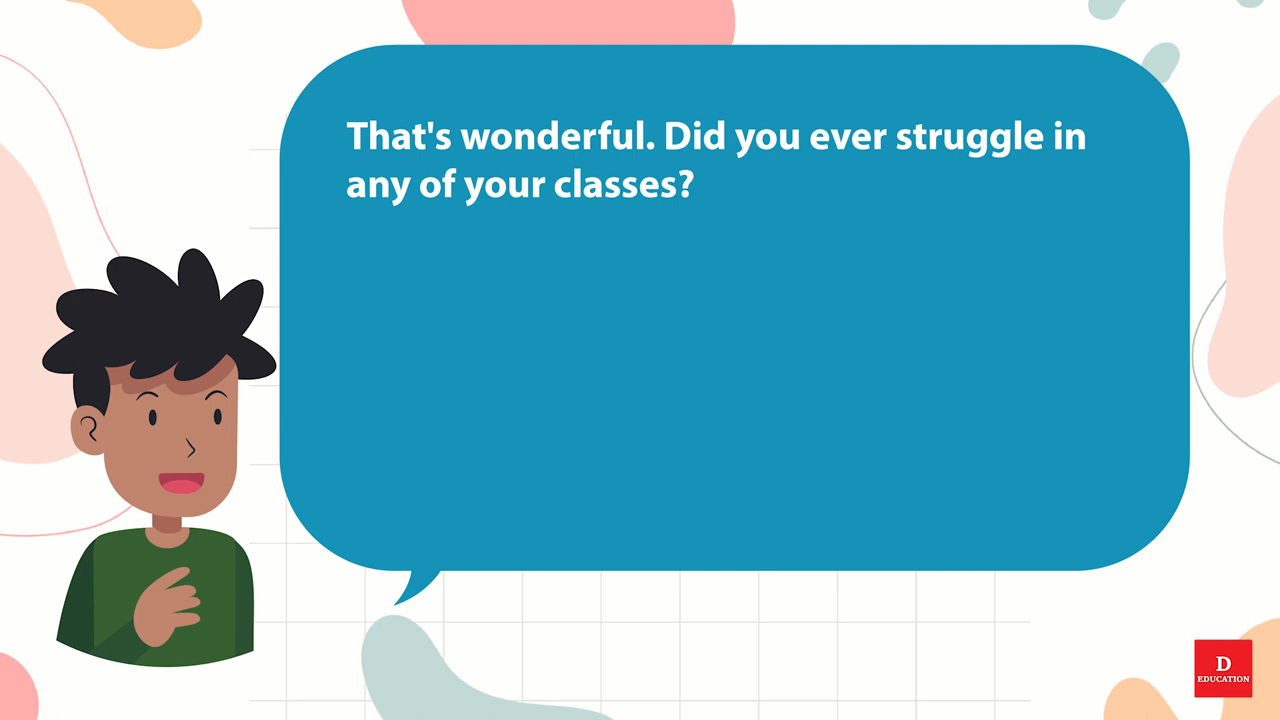 That's wonderful. Did you ever struggle in
any of your classes?
D
EDUCATION